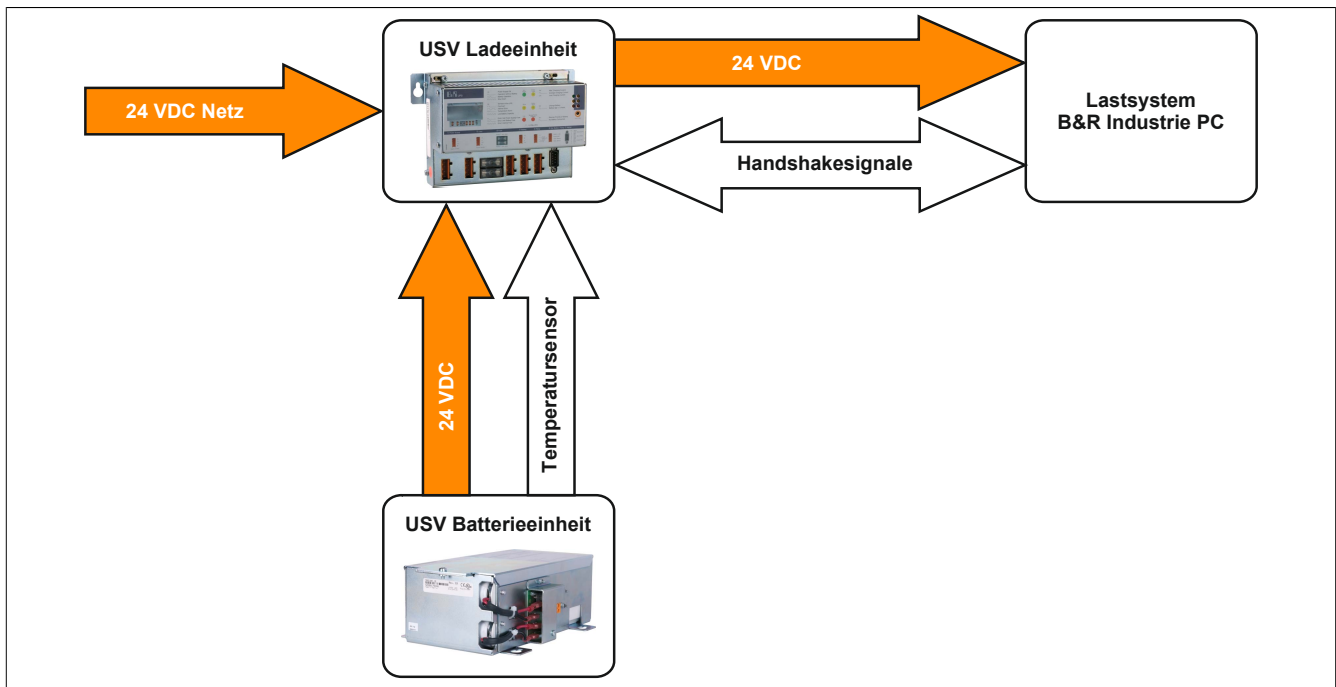 USV Ladeeinheit
24 VDC Netz
24 VDC
Lastsystem
B&R Industrie PC
Handshakesignale
24 VDC
Temperatursensor
USV Batterieeinheit